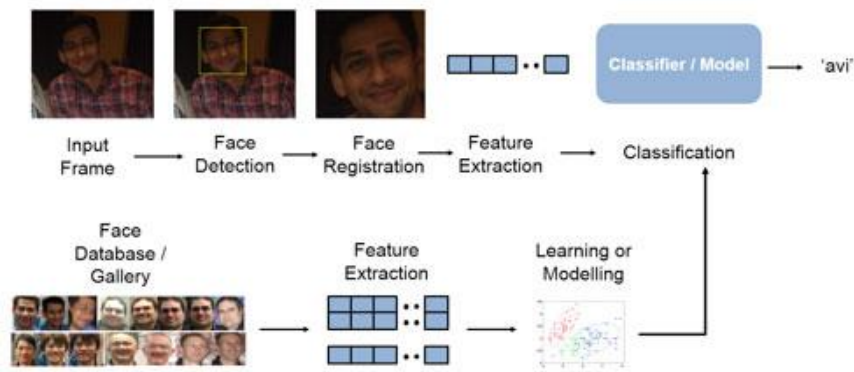 Classifier / Model
'avi'
Input
Frame
Face
Detection
Face
Registration
Feature
Extraction
Classification
Face
Database /
Gallery
Feature
Extraction
Learning or
Modelling